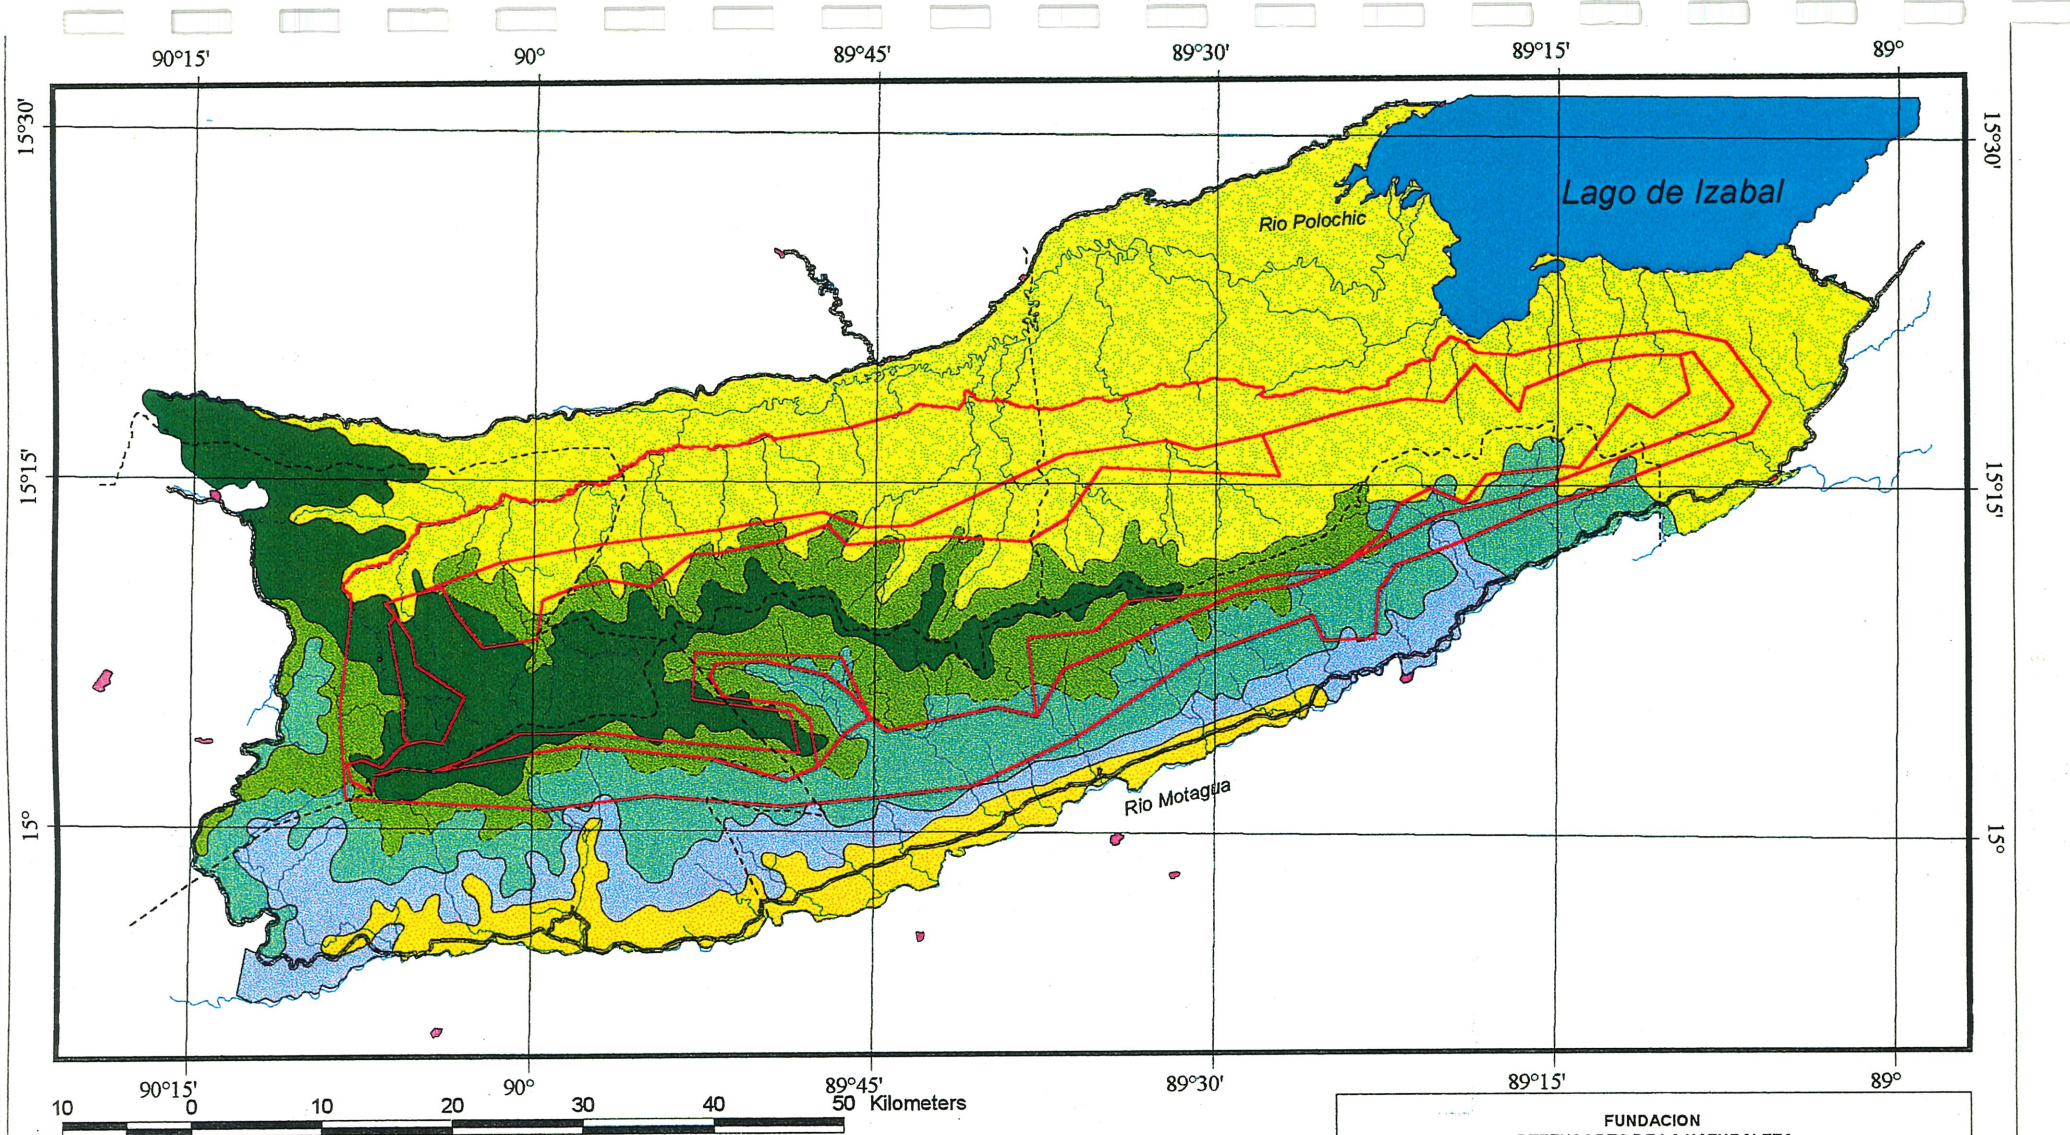 90°15' 90° 89°45' 89°30' 89°15' 89°
15°30' 15°30'
Lago de Izabal
Rio Polochic
15°15' 15°15'
Rio Motagua
15° 15°
90°15' 90° 89°45' 89°30' 89°15' 89°
10 0 10 20 30 40 50 Kilometers
FUNDACION